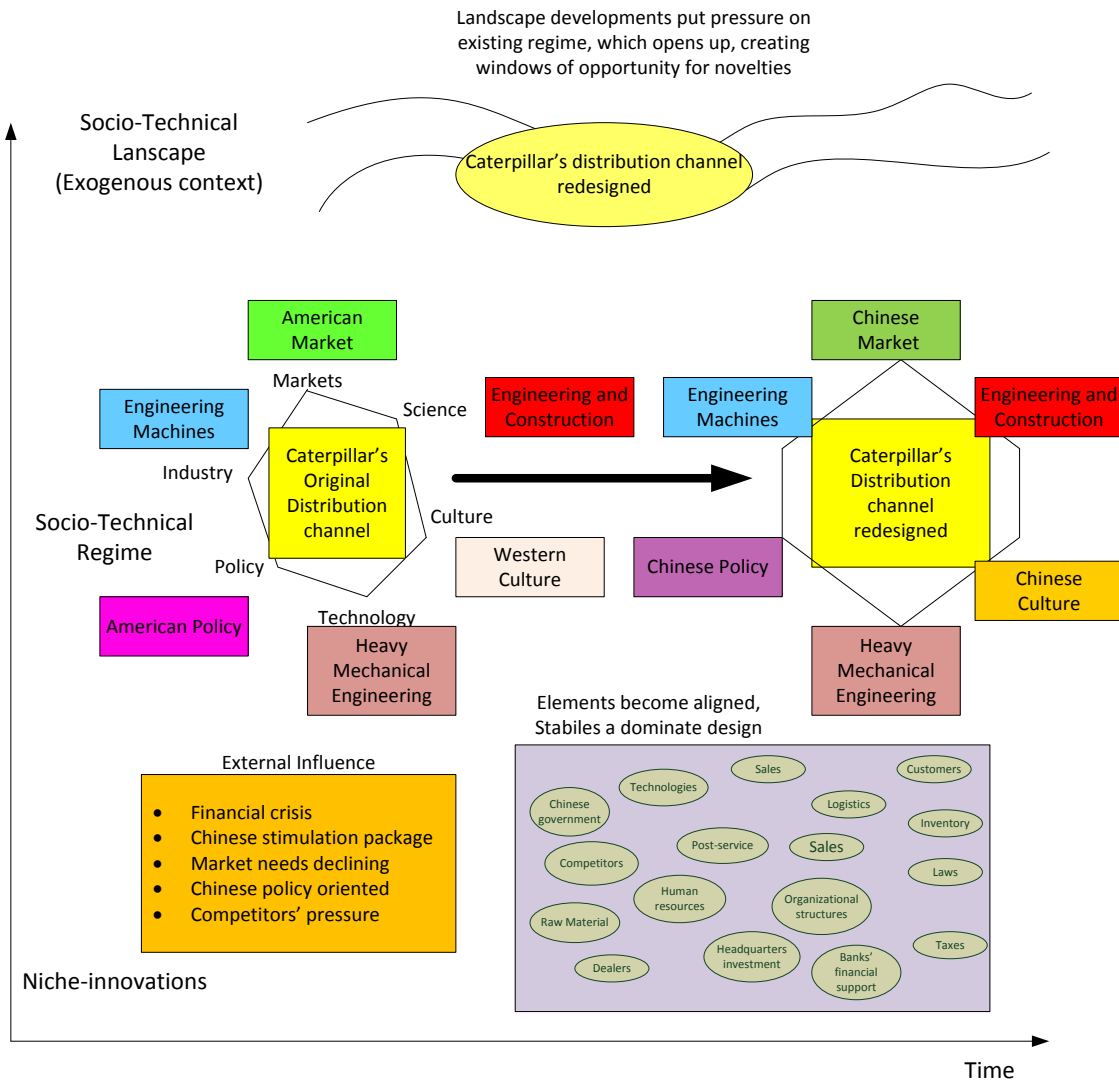 Landscape developments put pressure on
existing regime, which opens up, creating
windows of opportunity for novelties
Socio-Technical
Lanscape
(Exogenous context)
Caterpillar's distribution channel
redesigned
American
Market
Markets
Science
Engineering
Machines
Industry
Caterpillar's
Original
Distribution
channel
Culture
Socio-Technical
Regime
Policy
American Policy
Technology
Heavy
Mechanical
Engineering
Engineering and
Construction
Western
Culture
Chinese
Market
Engineering
Machines
Engineering and
Construction
Caterpillar's
Distribution
channel
redesigned
Chinese Policy
Chinese
Culture
Heavy
Mechanical
Engineering
External Influence
• Financial crisis
• Chinese stimulation package
• Market needs declining
• Chinese policy oriented
• Competitors' pressure
Elements become aligned,
Stabiles a dominate design
Sales
Customers
Technologies
Chinese
government
Logistics
Inventory
Post-service
Sales
Competitors
Laws
Human
resources
Organizational
structures
Raw Material
Taxes
Headquarters
investment
Banks'
financial
support
Dealers
Niche-innovations
Time